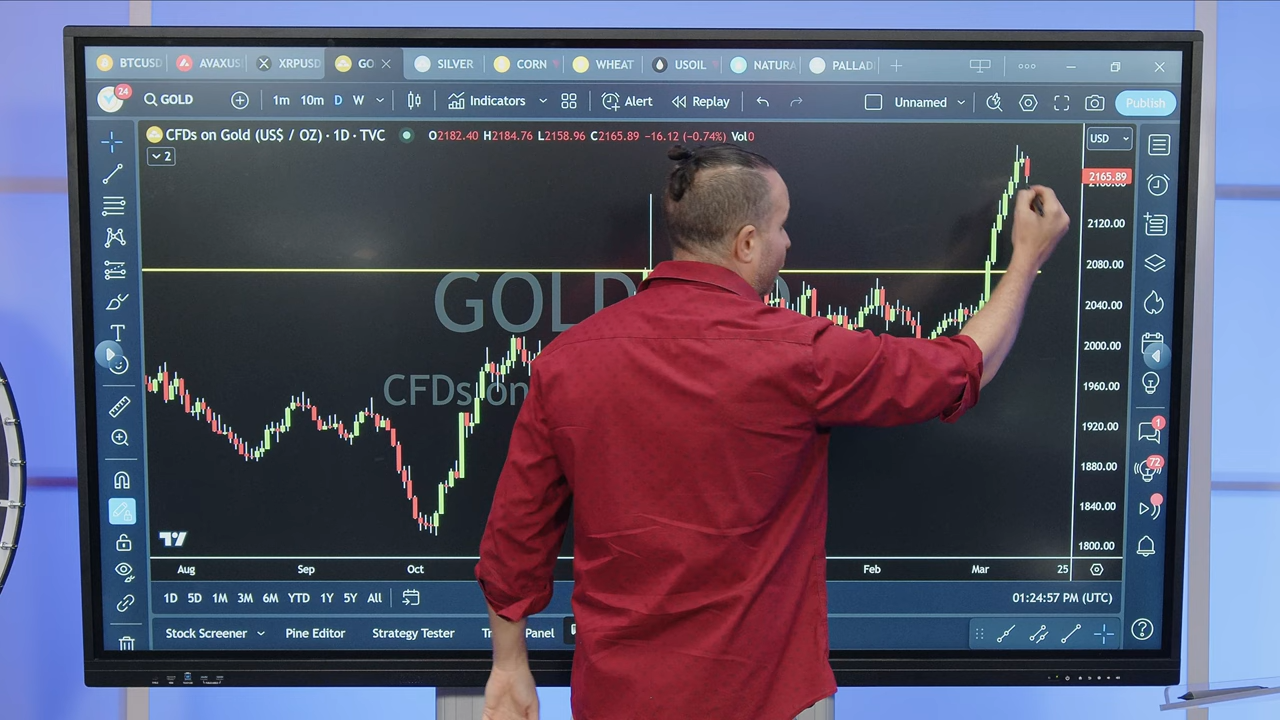 BTCUSD AVAXUS XRPUSD GO SILVER CORN WHEAT USOIL NATURA PALLAD
24 GOLD 1m 10m D W Indicators Alert Replay Unnamed Publish
CFDs on Gold (US$ / OZ) · 1D · TVC O2182.40 H2184.76 L2158.96 C2165.89 −16.12 (−0.74%) Vol0 USD
2
2165.89
2120.00
2080.00
2040.00
2000.00
1960.00
1920.00
1880.00
1840.00
1800.00
GOLD
CFDs on
1
72
Aug Sep Oct Feb Mar 25
1D 5D 1M 3M 6M YTD 1Y 5Y All 01:24:57 PM (UTC)
Stock Screener Pine Editor Strategy Tester Panel